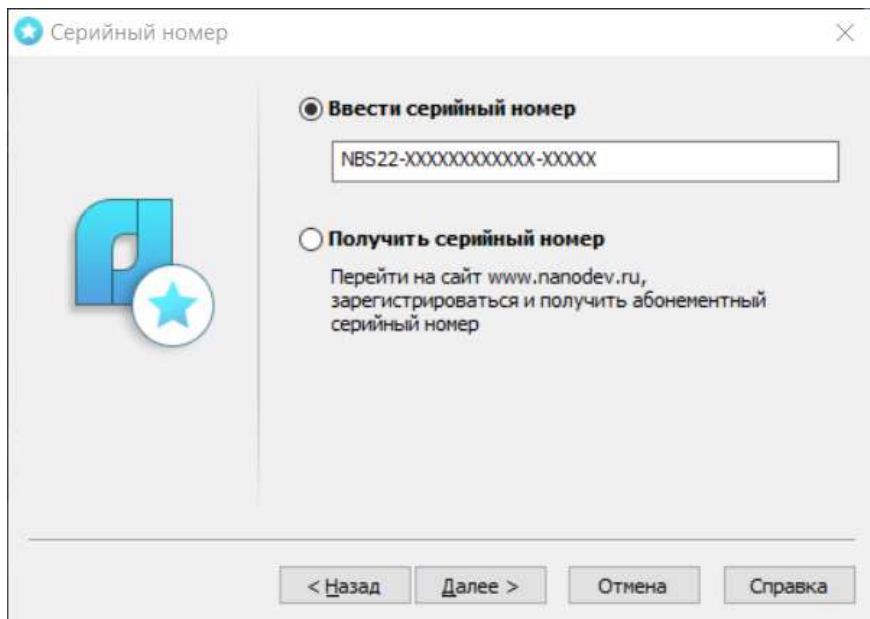 Серийный номер
Ввести серийный номер
NBS22-XXXXXXXXXXXX-XXXXX
Получить серийный номер
Перейти на сайт www.nanodev.ru,
зарегистрироваться и получить абонементный
серийный номер
< Назад Далее > Отмена Справка